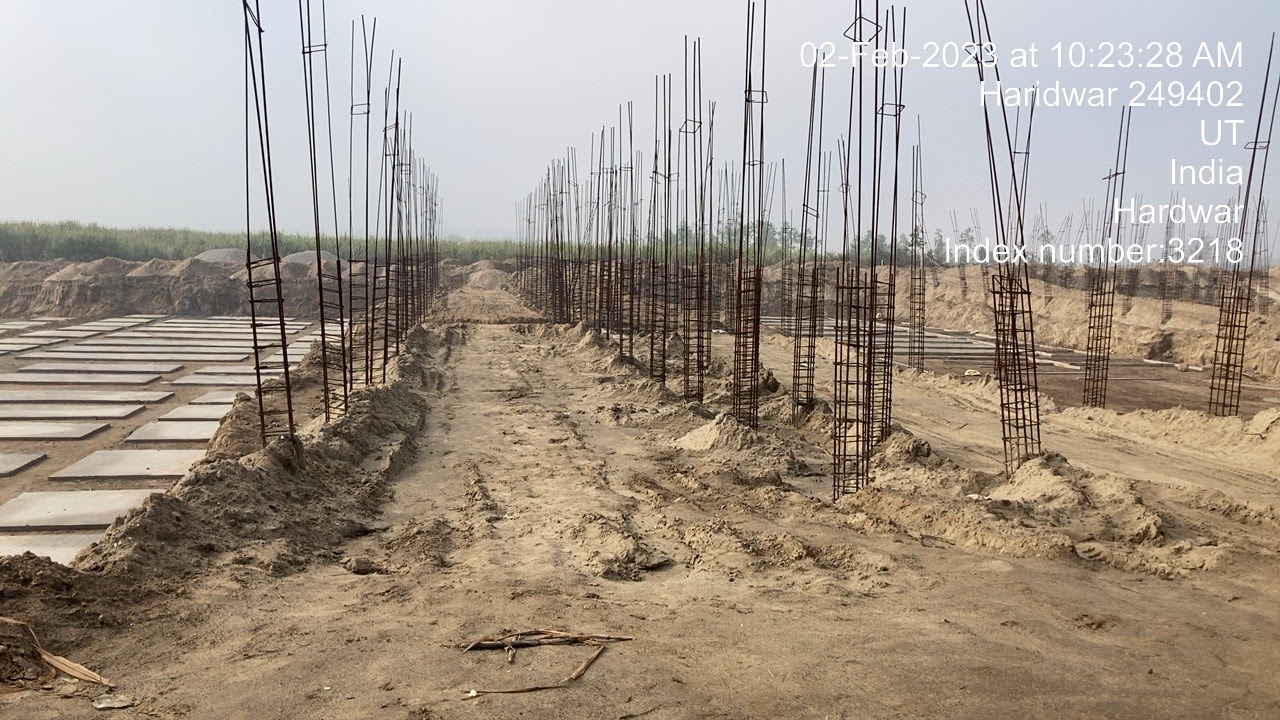 02-Feb-2023 at 10:23:28 AM
Haridwar 249402
UT
India
Hardwar
Index number:3218